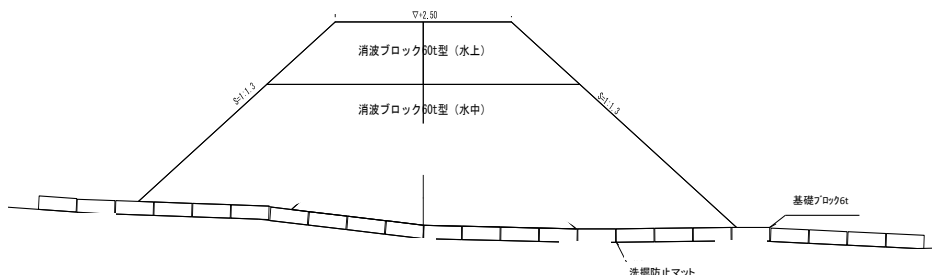 ▽+2.50
消波ブロック60t型（水上）
S=1:1.3
消波ブロック60t型（水中）
S=1:1.3
基礎ブロック6t
洗掘防止マット